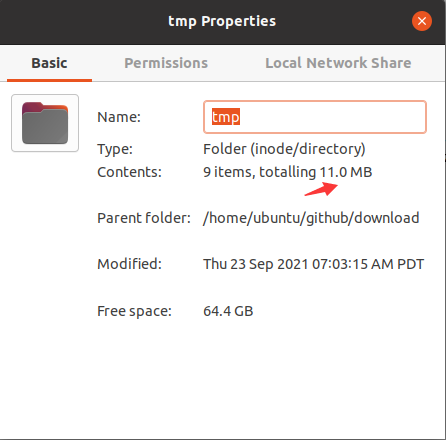 tmp Properties
Basic Permissions Local Network Share
Name: tmp
Type: Folder (inode/directory)
Contents: 9 items, totalling 11.0 MB
Parent folder: /home/ubuntu/github/download
Modified: Thu 23 Sep 2021 07:03:15 AM PDT
Free space: 64.4 GB